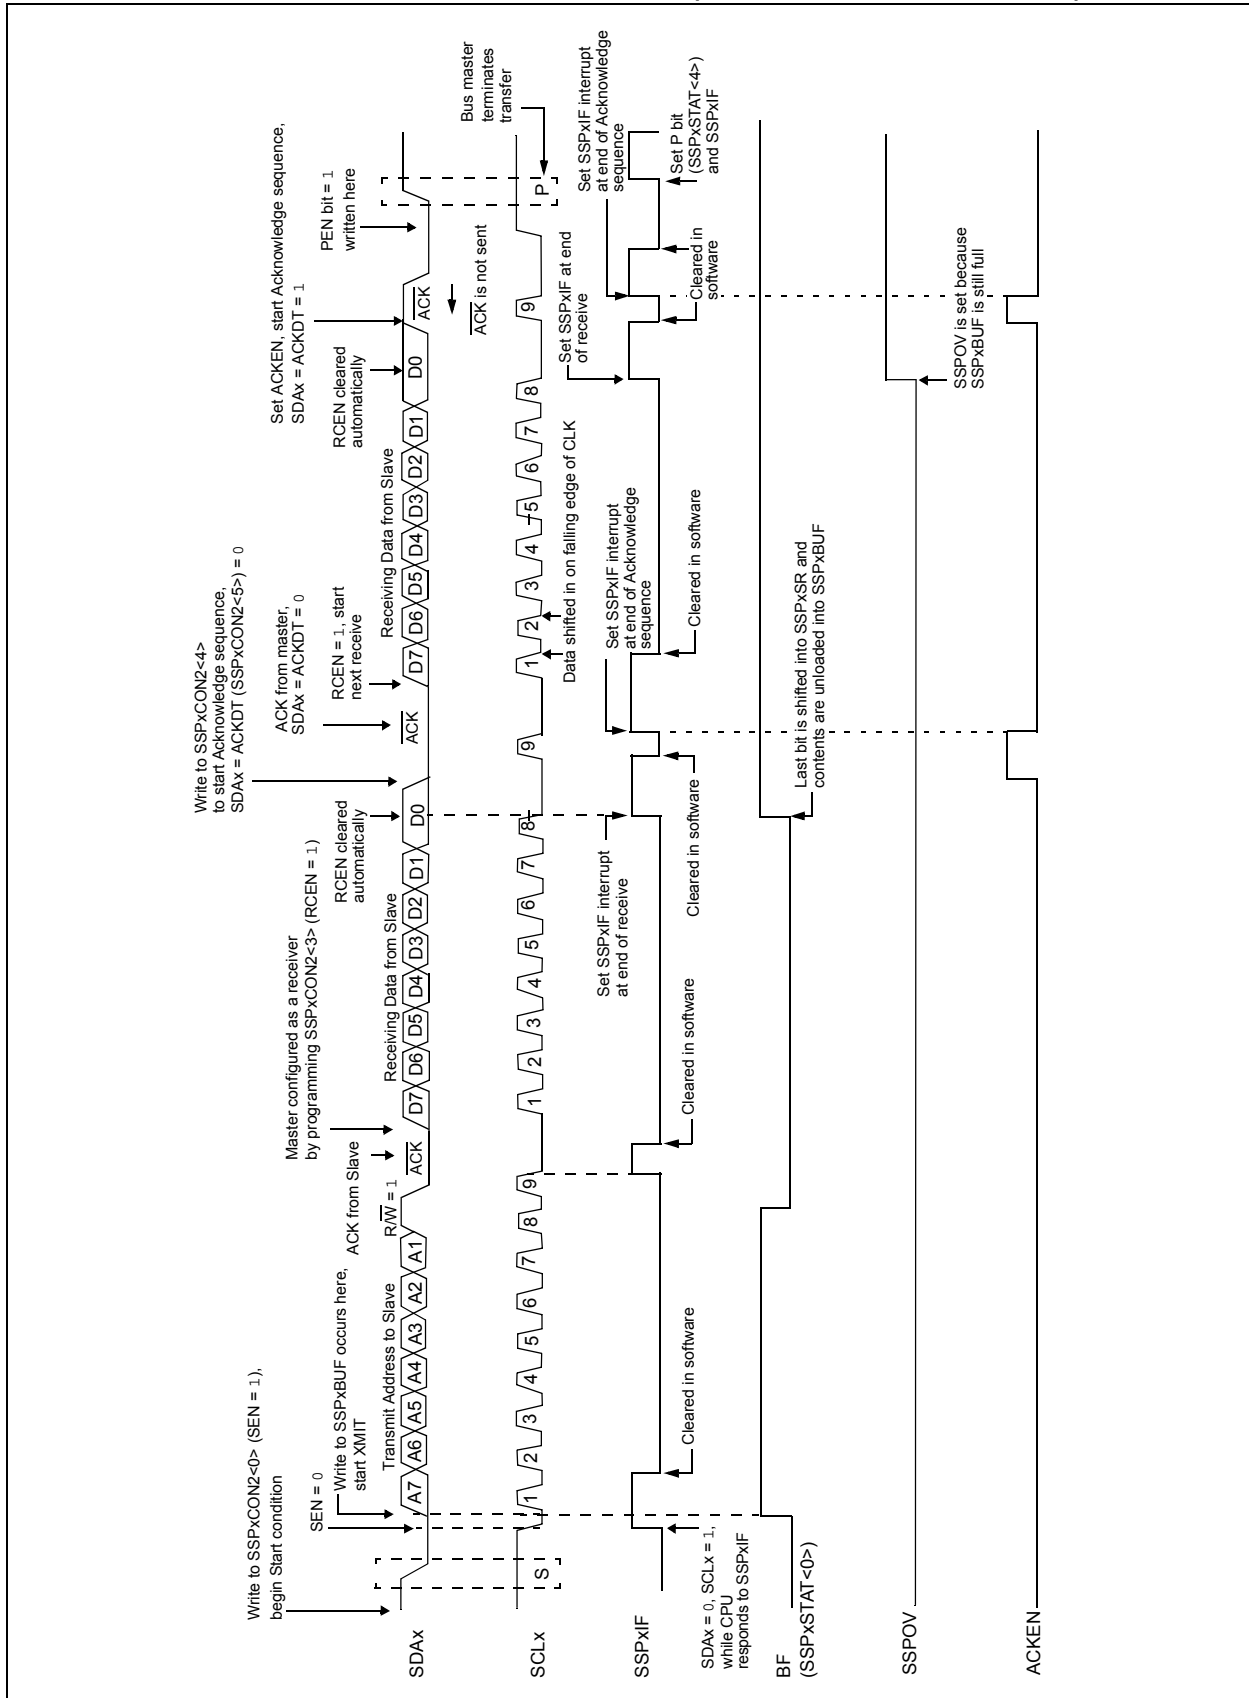 Write to SSPxCON2<0> (SEN = 1),
begin Start condition
SEN = 0
Write to SSPxBUF occurs here,
start XMIT
ACK from Slave
Master configured as a receiver
by programming SSPxCON2<3> (RCEN = 1)
RCEN cleared
automatically
Write to SSPxCON2<4>
to start Acknowledge sequence,
SDAx = ACKDT (SSPxCON2<5>) = 0
ACK from master,
SDAx = ACKDT = 0
RCEN = 1, start
next receive
RCEN cleared
automatically
Set ACKEN, start Acknowledge sequence,
SDAx = ACKDT = 1
PEN bit = 1
written here
Transmit Address to Slave
R/W = 1
Receiving Data from Slave
Receiving Data from Slave
SDAx
A7 A6 A5 A4 A3 A2 A1
ACK
D7 D6 D5 D4 D3 D2 D1 D0
ACK
D7 D6 D5 D4 D3 D2 D1 D0
ACK
ACK is not sent
Bus master
terminates
transfer
SCLx
S
1 2 3 4 5 6 7 8 9
1 2 3 4 5 6 7 8 9
1 2 3 4 5 6 7 8 9
P
Data shifted in on falling edge of CLK
SSPxIF
SDAx = 0, SCLx = 1,
while CPU
responds to SSPxIF
Cleared in software
Cleared in software
Set SSPxIF interrupt
at end of receive
Cleared in software
Set SSPxIF interrupt
at end of Acknowledge
sequence
Cleared in software
Set SSPxIF at end
of receive
Cleared in
software
Set SSPxIF interrupt
at end of Acknowledge
sequence
Set P bit
(SSPxSTAT<4>)
and SSPxIF
BF
(SSPxSTAT<0>)
Last bit is shifted into SSPxSR and
contents are unloaded into SSPxBUF
SSPOV
SSPOV is set because
SSPxBUF is still full
ACKEN